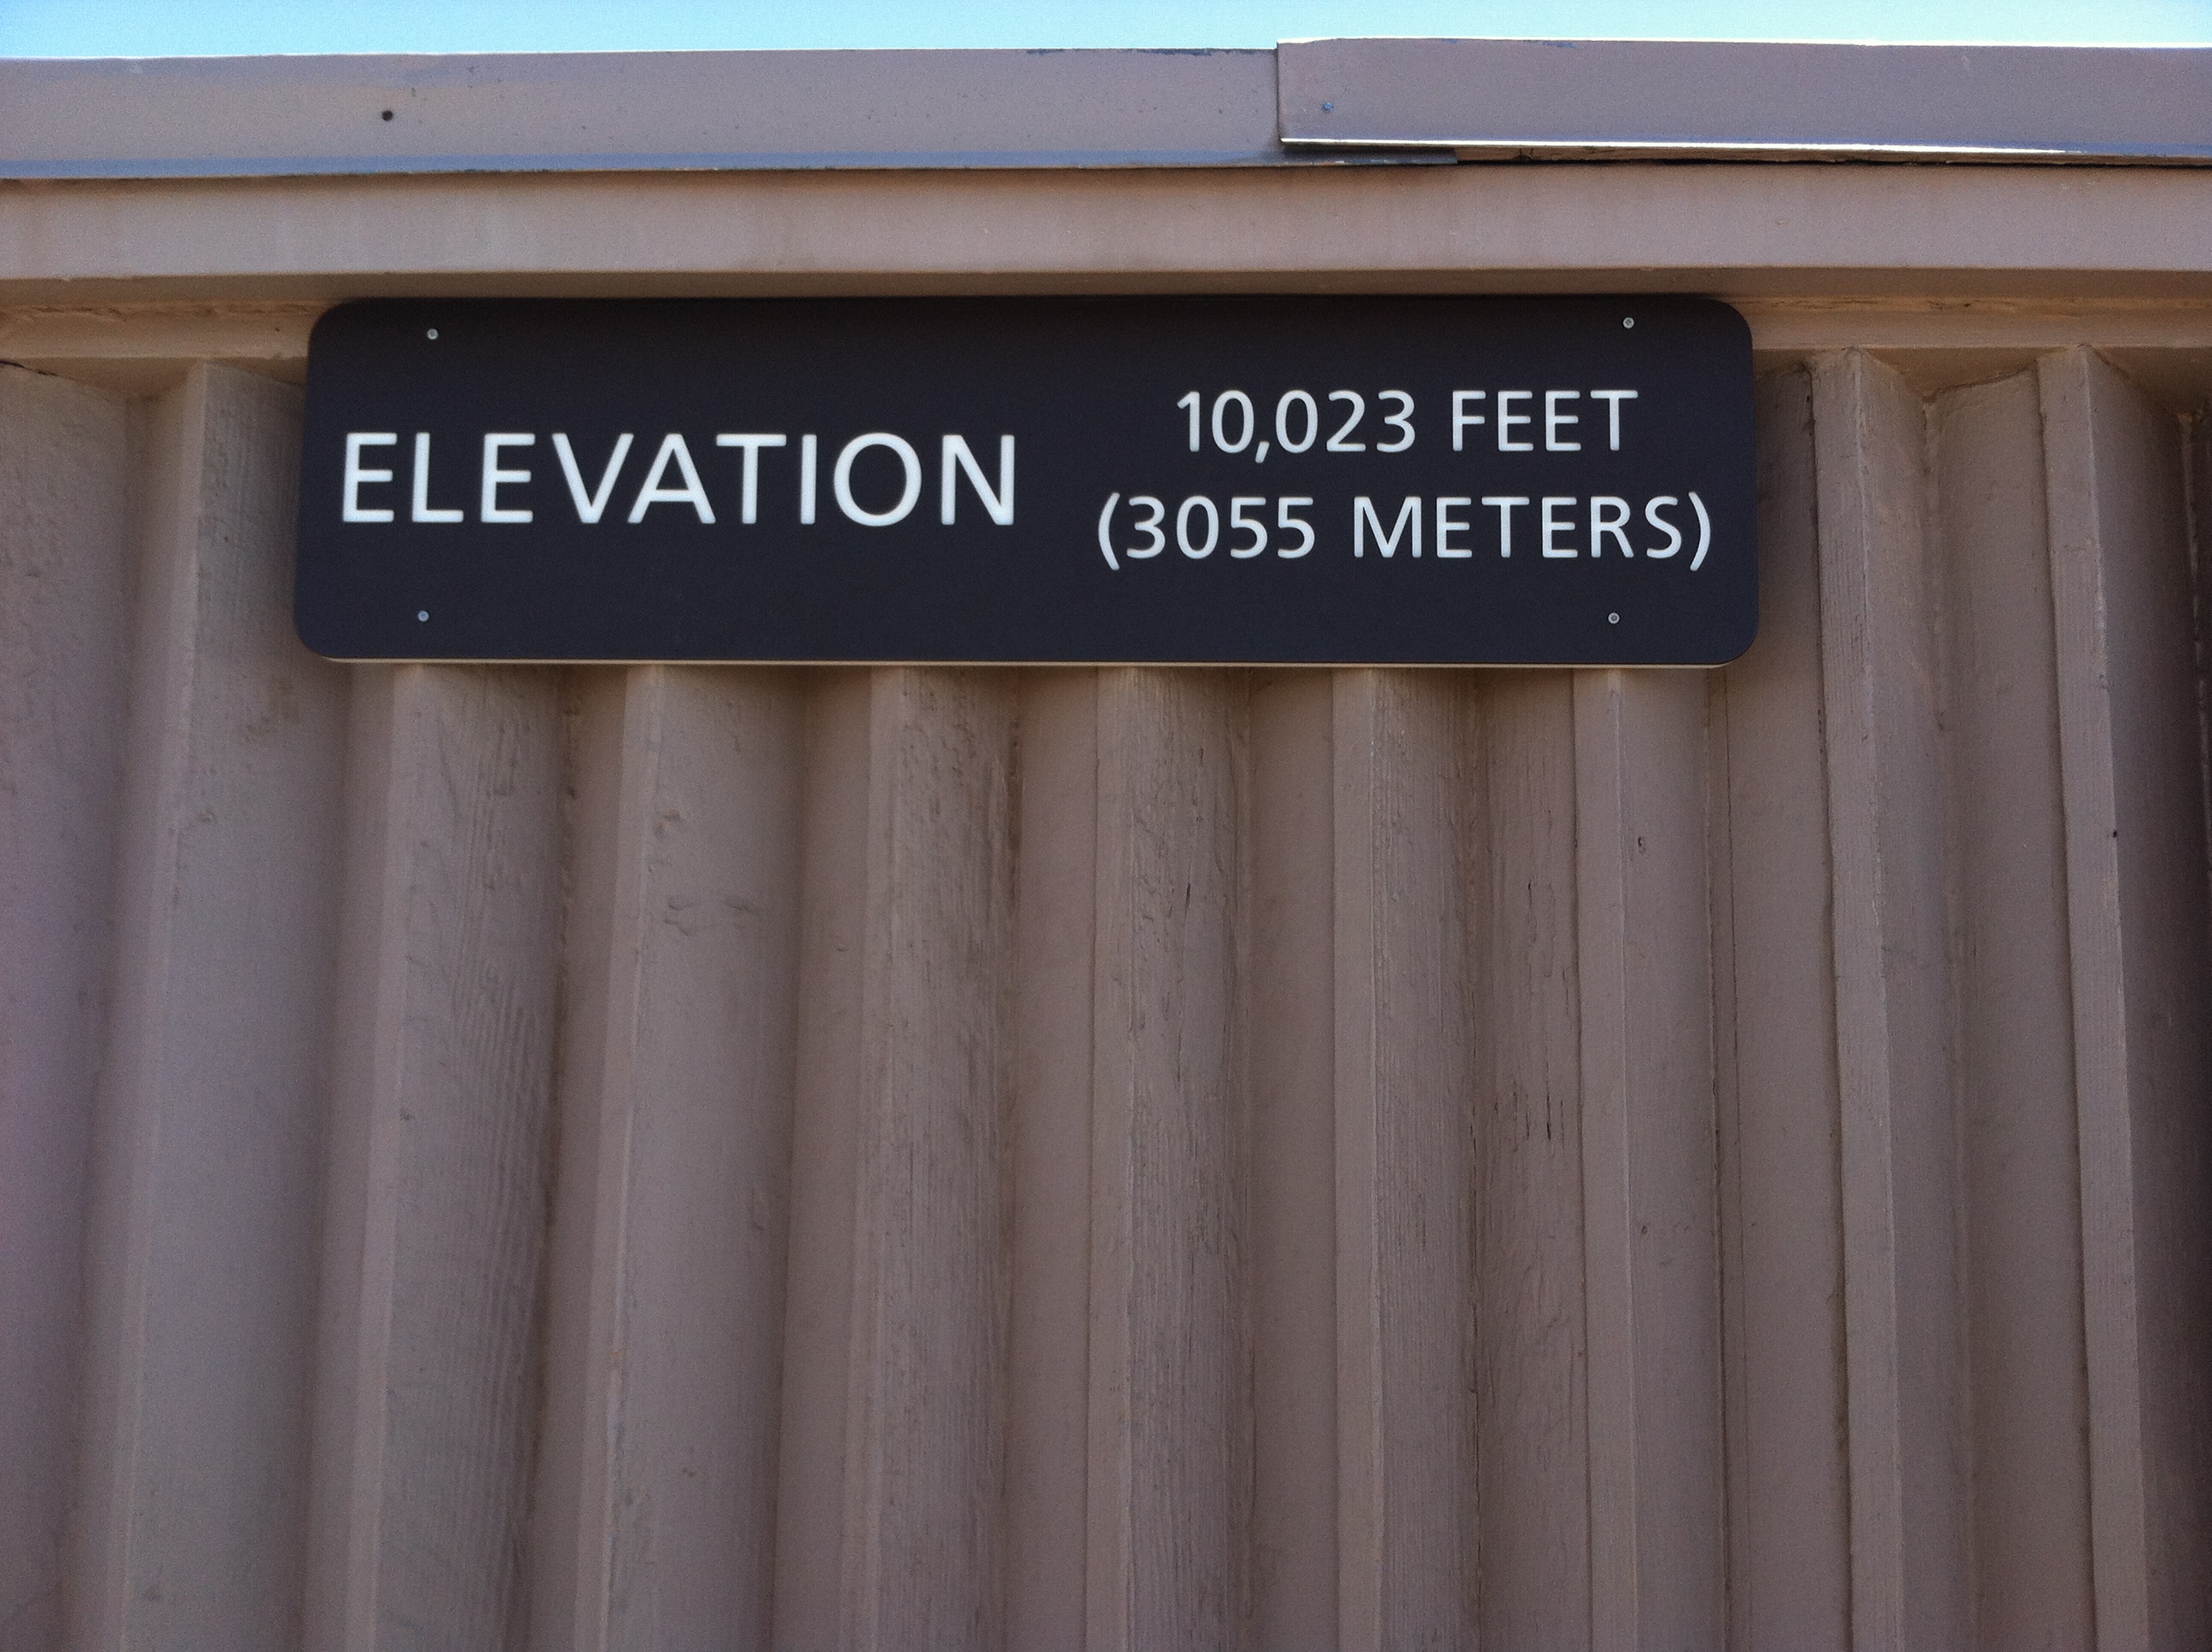 ELEVATION
10,023 FEET
(3055 METERS)